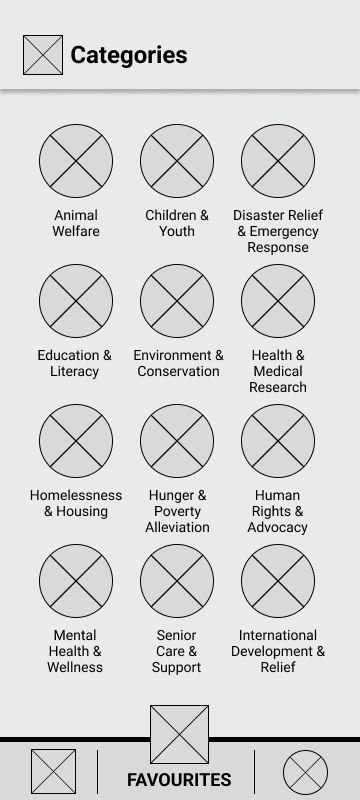 Categories
Animal
Welfare
Children &
Youth
Disaster Relief
& Emergency
Response
Education &
Literacy
Environment &
Conservation
Health &
Medical
Research
Homelessness
& Housing
Hunger &
Poverty
Alleviation
Human
Rights &
Advocacy
Mental
Health &
Wellness
Senior
Care &
Support
International
Development &
Relief
FAVOURITES